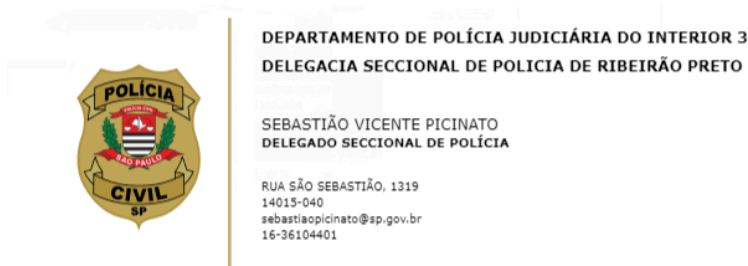 DEPARTAMENTO DE POLÍCIA JUDICIÁRIA DO INTERIOR 3
DELEGACIA SECCIONAL DE POLICIA DE RIBEIRÃO PRETO
POLÍCIA
SÃO PAULO
CIVIL
SP
SEBASTIÃO VICENTE PICINATO
DELEGADO SECCIONAL DE POLÍCIA
RUA SÃO SEBASTIÃO, 1319
14015-040
sebastiaopicinato@sp.gov.br
16-36104401